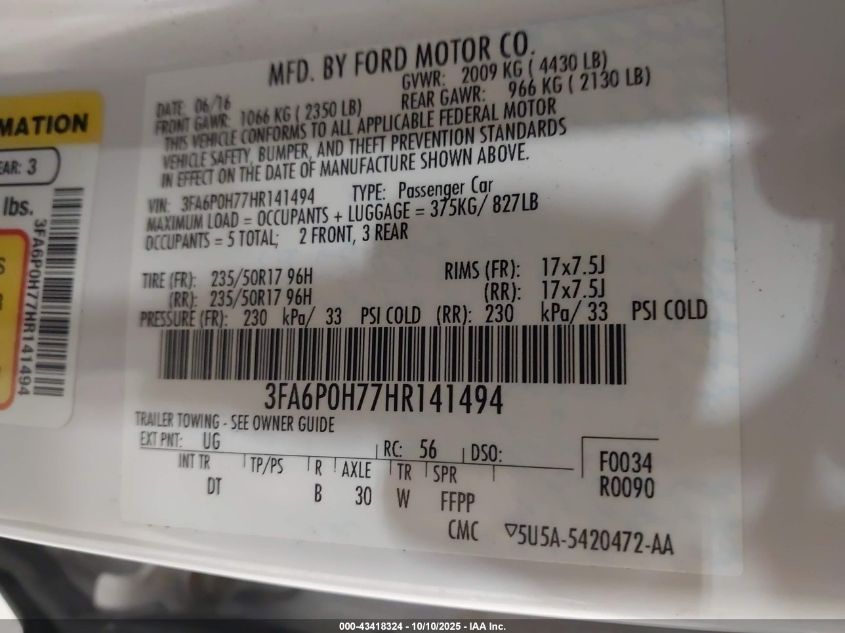 MFD. BY FORD MOTOR CO.
DATE: 06/16 GVWR: 2009 KG ( 4430 LB)
FRONT GAWR: 1066 KG ( 2350 LB) REAR GAWR: 966 KG ( 2130 LB)
THIS VEHICLE CONFORMS TO ALL APPLICABLE FEDERAL MOTOR
VEHICLE SAFETY, BUMPER, AND THEFT PREVENTION STANDARDS
IN EFFECT ON THE DATE OF MANUFACTURE SHOWN ABOVE.
VIN: 3FA6P0H77HR141494 TYPE: Passenger Car
MAXIMUM LOAD = OCCUPANTS + LUGGAGE = 375KG/ 827LB
OCCUPANTS = 5 TOTAL; 2 FRONT, 3 REAR
TIRE (FR): 235/50R17 96H RIMS (FR): 17x7.5J
(RR): 235/50R17 96H (RR): 17x7.5J
PRESSURE (FR): 230 kPa/ 33 PSI COLD (RR): 230 kPa/ 33 PSI COLD
3FA6P0H77HR141494
TRAILER TOWING - SEE OWNER GUIDE
EXT PNT: UG RC: 56 DSO:
INT TR TP/PS R AXLE TR SPR
DT B 30 W FFPP
F0034
R0090
CMC ▽5U5A-5420472-AA
MATION
EAR: 3
lbs.
3FA6P0H77HR141494
000-43418324 - 10/10/2025 - IAA Inc.